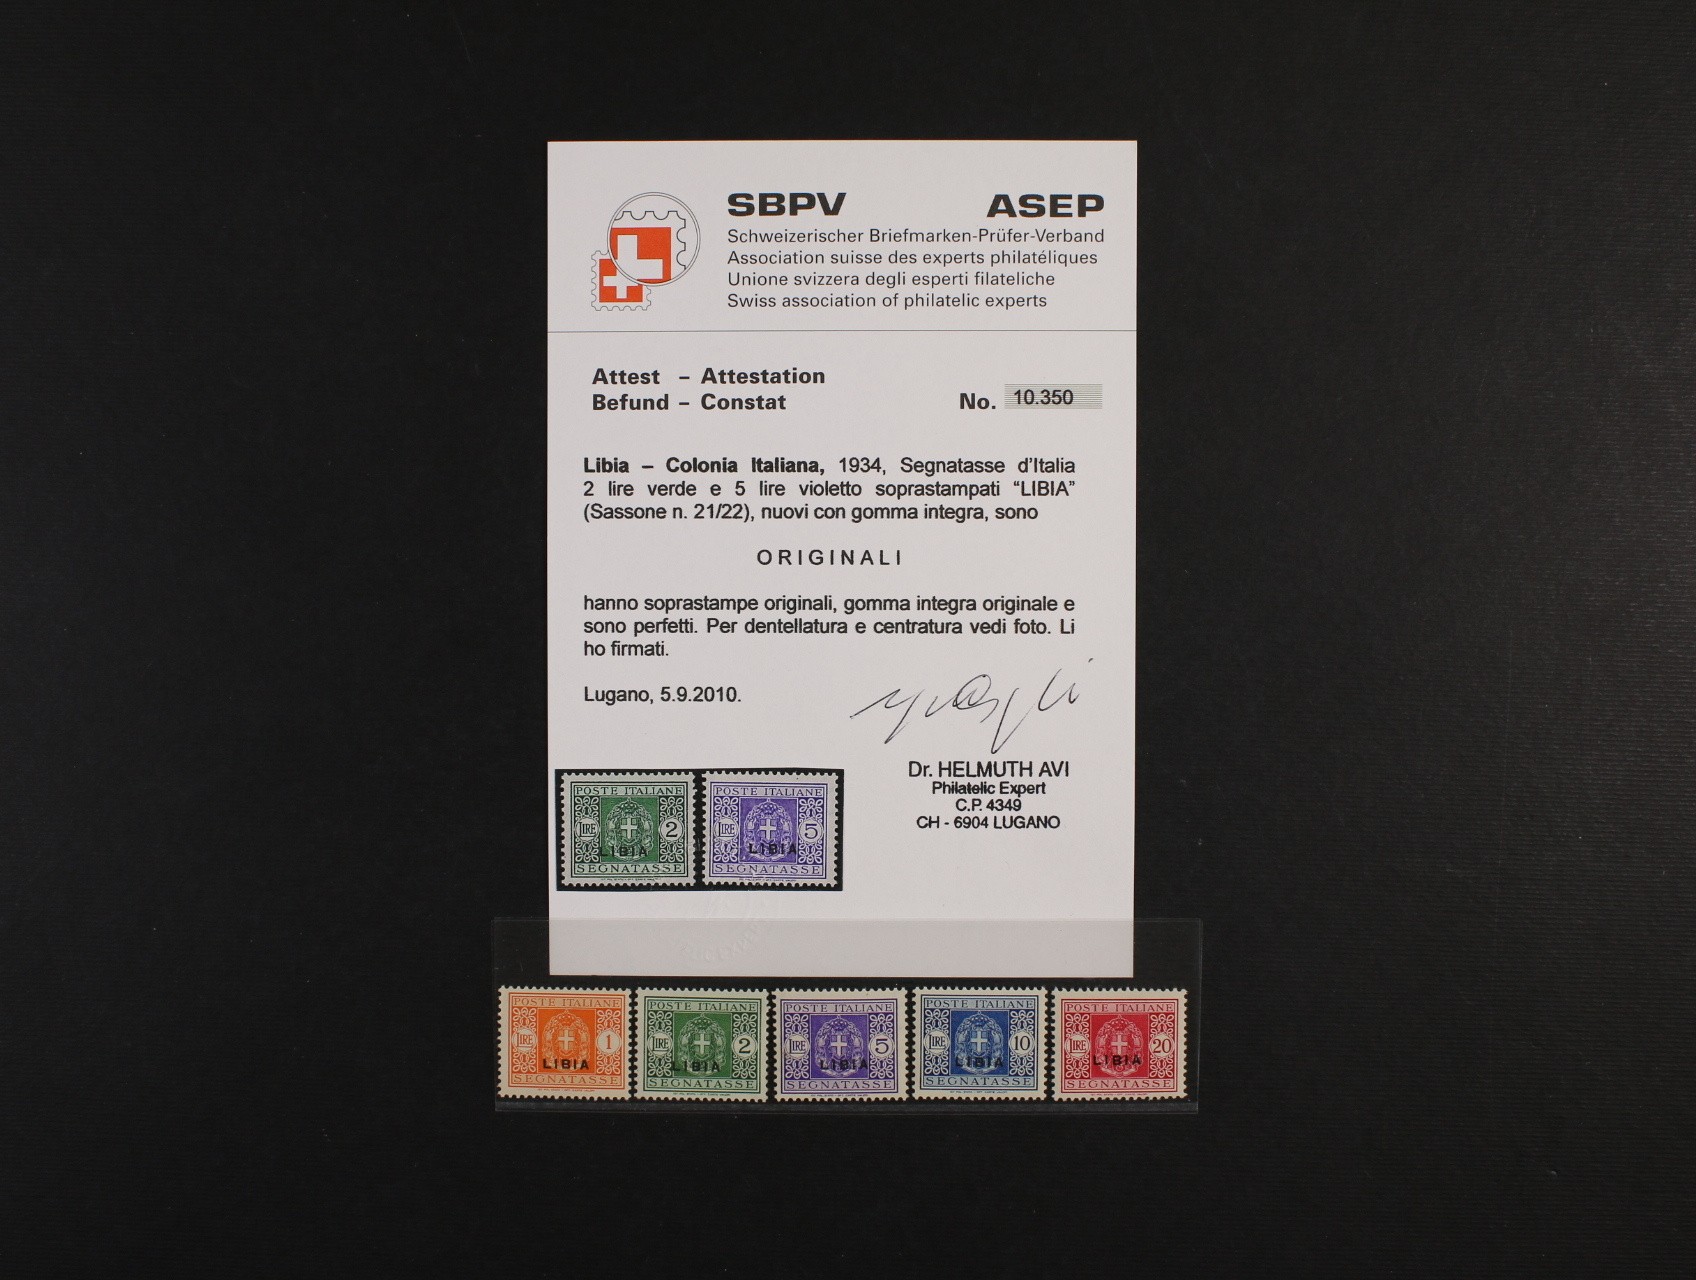 SBPV ASEP
Schweizerischer Briefmarken-Prüfer-Verband
Association suisse des experts philatéliques
Unione svizzera degli esperti filateliche
Swiss association of philatelic experts
Attest – Attestation
Befund – Constat
No. 10.350
Libia – Colonia Italiana, 1934, Segnatasse d'Italia
2 lire verde e 5 lire violetto soprastampati “LIBIA”
(Sassone n. 21/22), nuovi con gomma integra, sono
ORIGINALI
hanno soprastampe originali, gomma integra originale e
sono perfetti. Per dentellatura e centratura vedi foto. Li
ho firmati.
Lugano, 5.9.2010.
Dr. HELMUTH AVI
Philatelic Expert
C.P. 4349
CH - 6904 LUGANO
POSTE ITALIANE
LIRE 2
LIBIA
SEGNATASSE
POSTE ITALIANE
LIRE 5
LIBIA
SEGNATASSE
POSTE ITALIANE
LIRE 1
LIBIA
SEGNATASSE
POSTE ITALIANE
LIRE 2
LIBIA
SEGNATASSE
POSTE ITALIANE
LIRE 5
LIBIA
SEGNATASSE
POSTE ITALIANE
LIRE 10
LIBIA
SEGNATASSE
POSTE ITALIANE
LIRE 20
LIBIA
SEGNATASSE